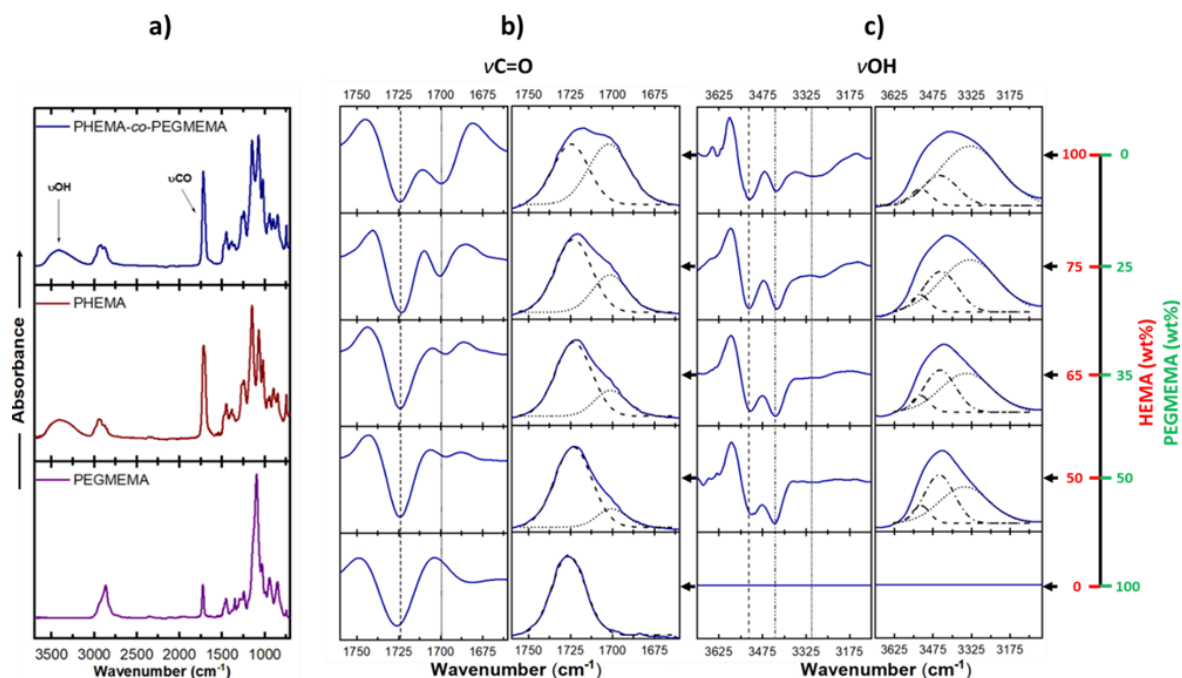 a)
b)
c)
νC=O
νOH
1750 1725 1700 1675
1750 1725 1700 1675
3625 3475 3325 3175
3625 3475 3325 3175
PHEMA-co-PEGMEMA
υOH
υCO
PHEMA
PEGMEMA
Absorbance
100 0
75 25
65 35
50 50
0 100
HEMA (wt%)
PEGMEMA (wt%)
3500 3000 2500 2000 1500 1000
Wavenumber (cm-1)
1750 1725 1700 1675
1750 1725 1700 1675
Wavenumber (cm-1)
3625 3475 3325 3175
3625 3475 3325 3175
Wavenumber (cm-1)